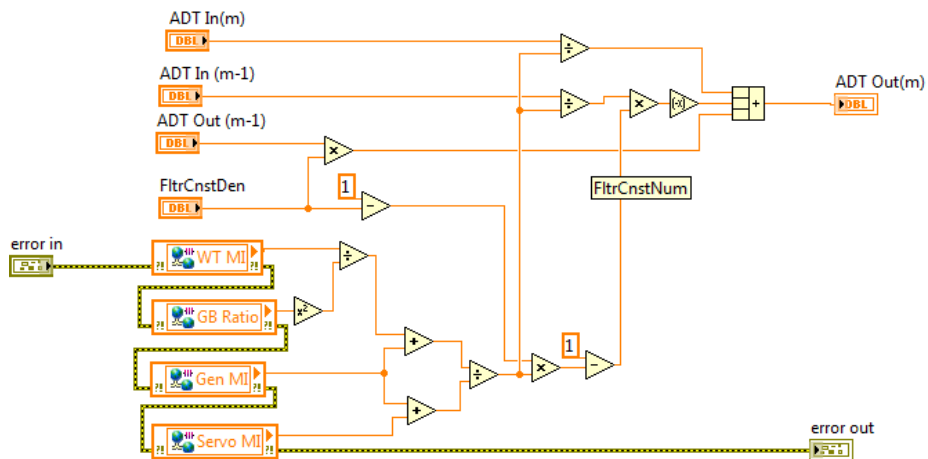 ADT In(m)
DBL
ADT In (m-1)
DBL
ADT Out (m-1)
DBL
FltrCnstDen
DBL
1
ADT Out(m)
DBL
(-x)
FltrCnstNum
error in
?!
WT MI
?!
x²
?!
GB Ratio
?!
1
?!
Gen MI
?!
?!
Servo MI
?!
error out